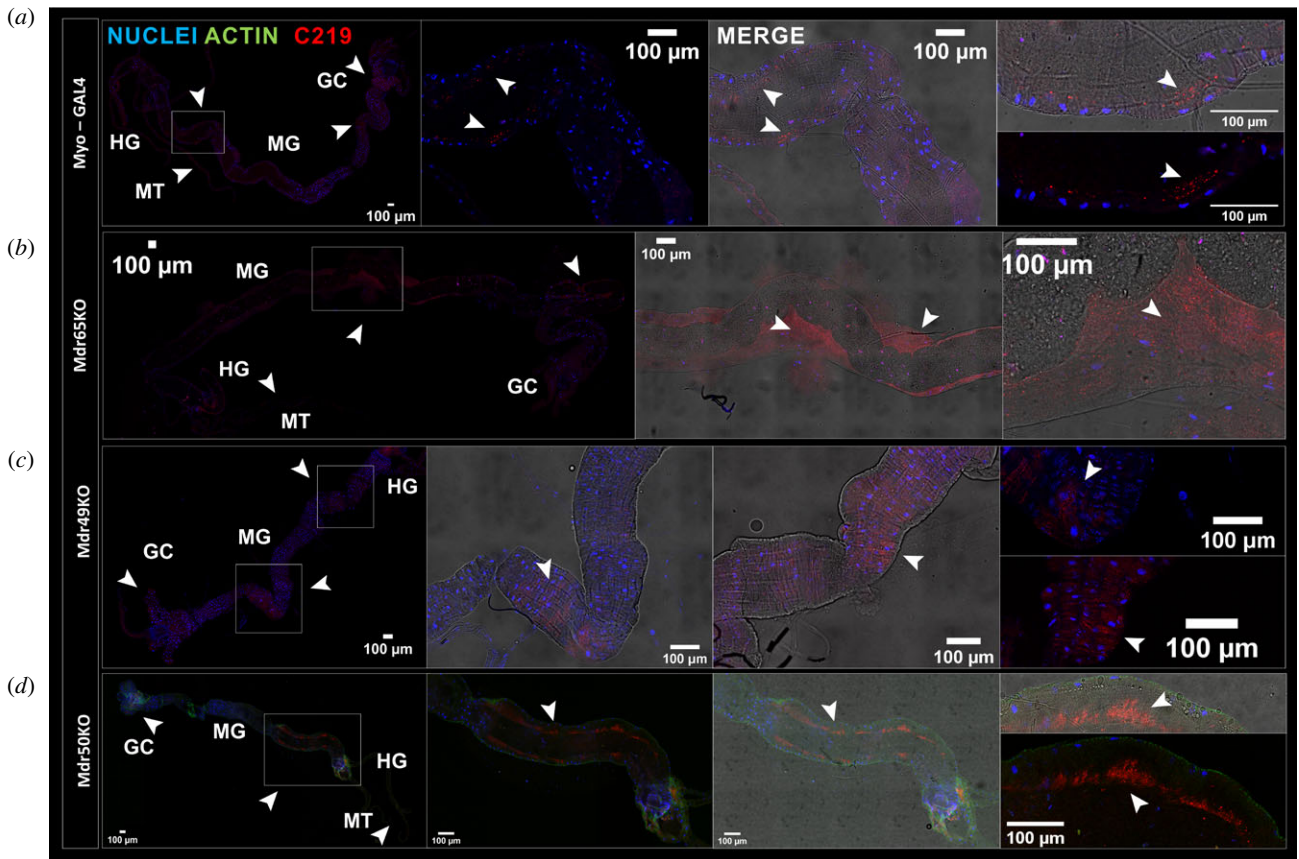 (a)
Myo – GAL4
NUCLEI ACTIN C219
GC
HG
MG
MT
100 µm
100 µm
MERGE
100 µm
100 µm
100 µm
(b)
Mdr65KO
100 µm
MG
HG
GC
MT
100 µm
100 µm
(c)
Mdr49KO
HG
MG
GC
100 µm
100 µm
100 µm
100 µm
100 µm
(d)
Mdr50KO
GC
MG
HG
MT
100 µm
100 µm
100 µm
100 µm